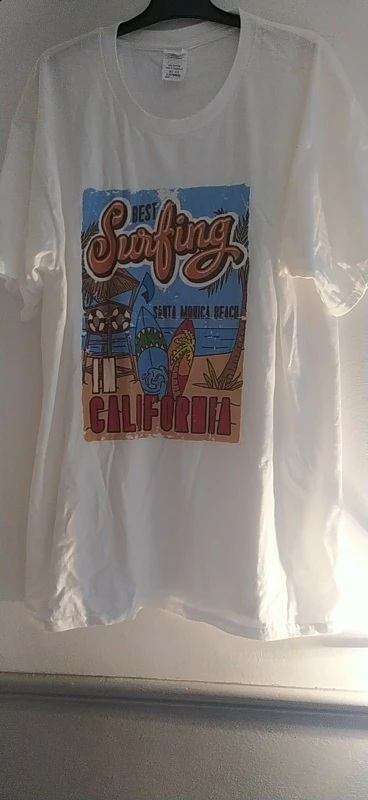 BEST
Surfing
SANTA MONICA BEACH
IN
CALIFORNIA